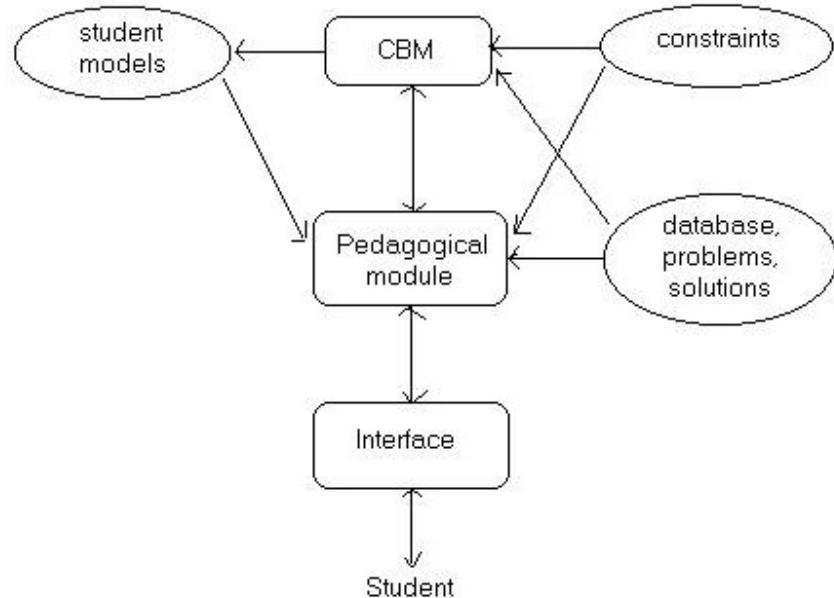 student
models
CBM
constraints
Pedagogical
module
database,
problems,
solutions
Interface
Student